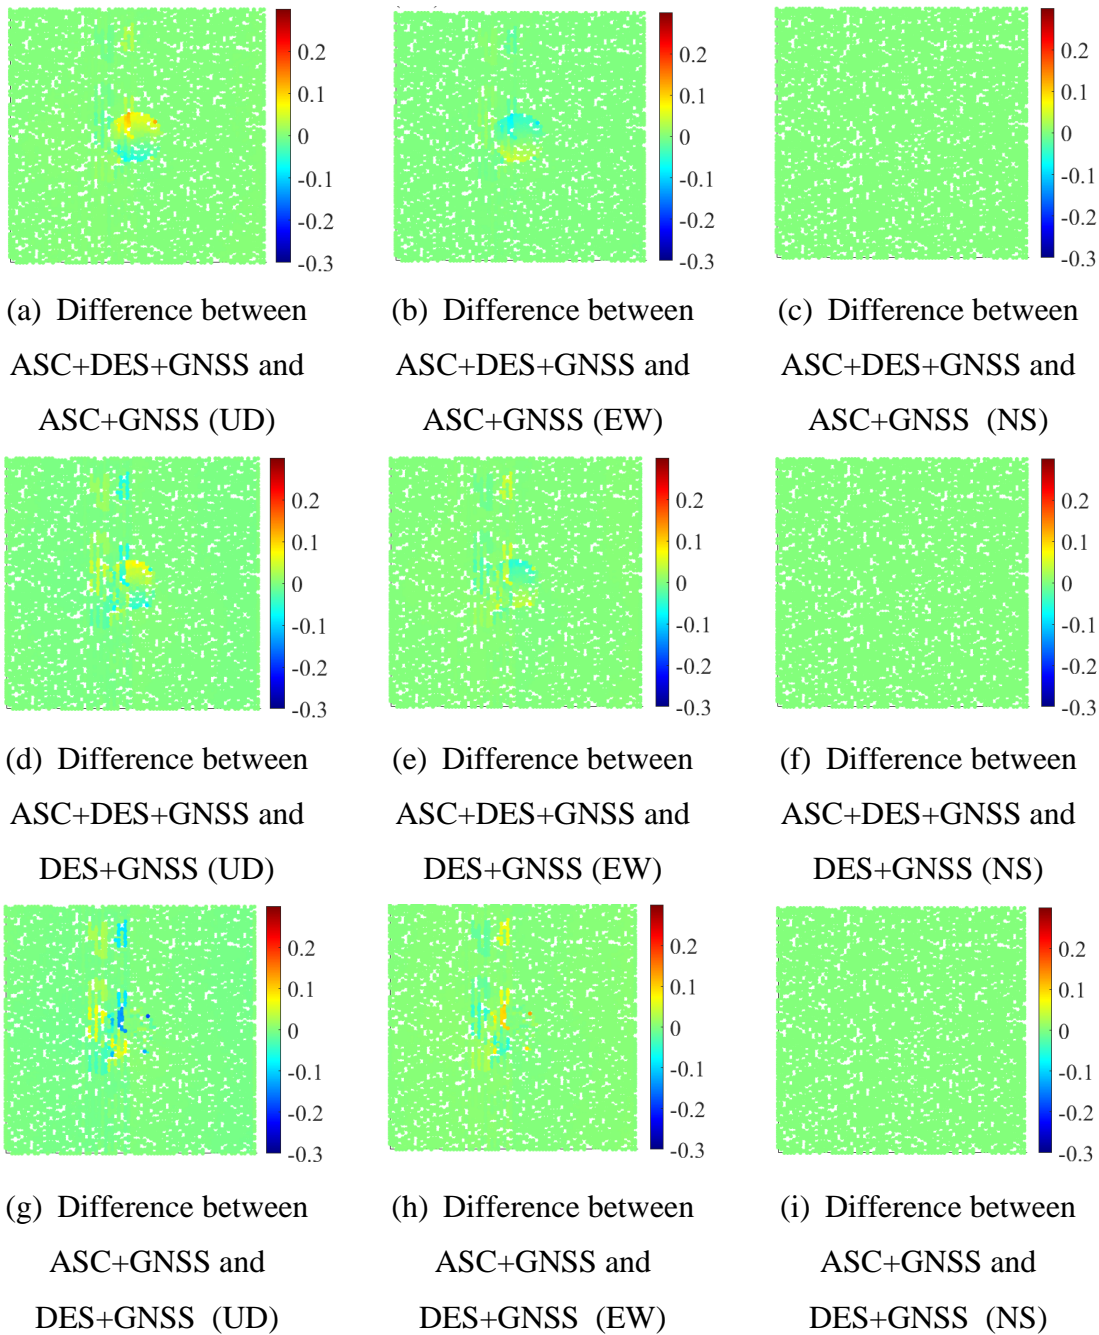 0.2 0.2 0.2
0.1 0.1 0.1
0 0 0
-0.1 -0.1 -0.1
-0.2 -0.2 -0.2
-0.3 -0.3 -0.3
(a) Difference between (b) Difference between (c) Difference between
ASC+DES+GNSS and ASC+DES+GNSS and ASC+DES+GNSS and
ASC+GNSS (UD) ASC+GNSS (EW) ASC+GNSS (NS)
0.2 0.2 0.2
0.1 0.1 0.1
0 0 0
-0.1 -0.1 -0.1
-0.2 -0.2 -0.2
-0.3 -0.3 -0.3
(d) Difference between (e) Difference between (f) Difference between
ASC+DES+GNSS and ASC+DES+GNSS and ASC+DES+GNSS and
DES+GNSS (UD) DES+GNSS (EW) DES+GNSS (NS)
0.2 0.2 0.2
0.1 0.1 0.1
0 0 0
-0.1 -0.1 -0.1
-0.2 -0.2 -0.2
-0.3 -0.3 -0.3
(g) Difference between (h) Difference between (i) Difference between
ASC+GNSS and ASC+GNSS and ASC+GNSS and
DES+GNSS (UD) DES+GNSS (EW) DES+GNSS (NS)